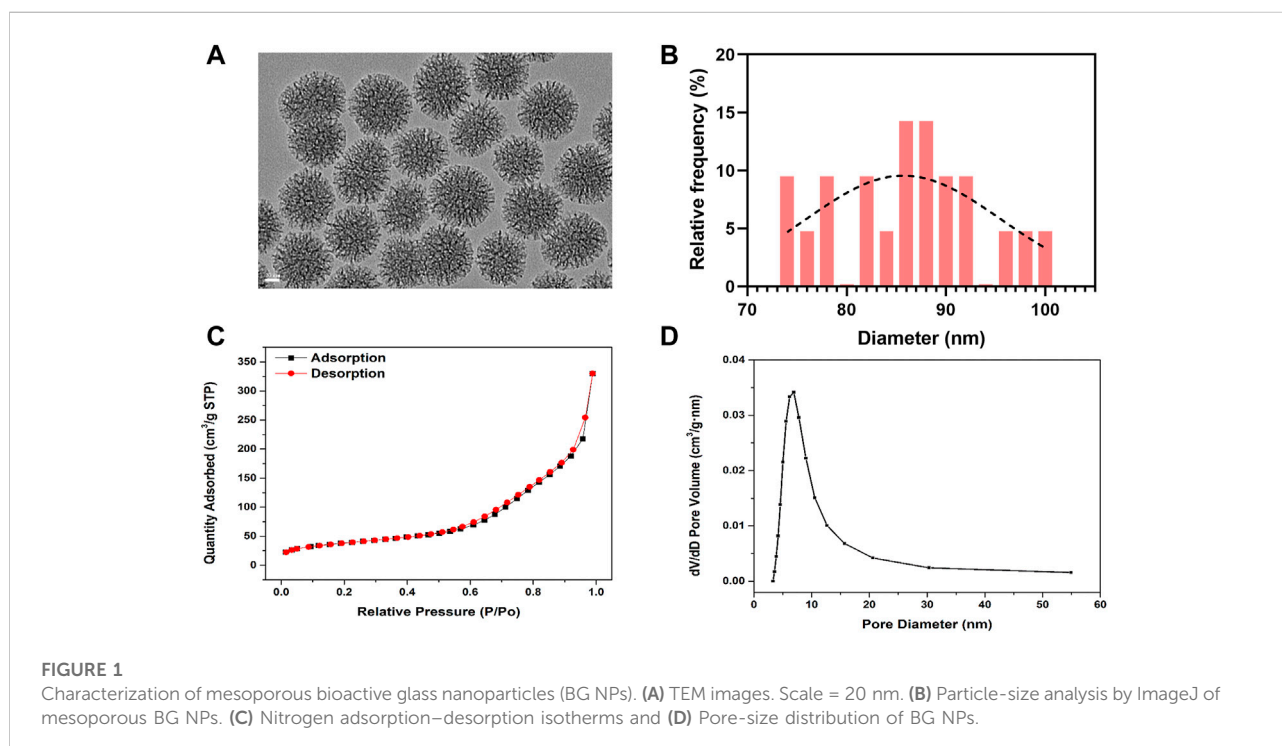 A
B
Relative frequency (%)
20
15
10
5
0
70
80
90
100
Diameter (nm)
C
Adsorption
Desorption
Quantity Adsorbed (cm³/g STP)
350
300
250
200
150
100
50
0
0.0
0.2
0.4
0.6
0.8
1.0
Relative Pressure (P/Po)
D
dV/dD Pore Volume (cm³/g·nm)
0.04
0.03
0.02
0.01
0.00
0
10
20
30
40
50
60
Pore Diameter (nm)
FIGURE 1
Characterization of mesoporous bioactive glass nanoparticles (BG NPs). (A) TEM images. Scale = 20 nm. (B) Particle-size analysis by ImageJ of
mesoporous BG NPs. (C) Nitrogen adsorption–desorption isotherms and (D) Pore-size distribution of BG NPs.